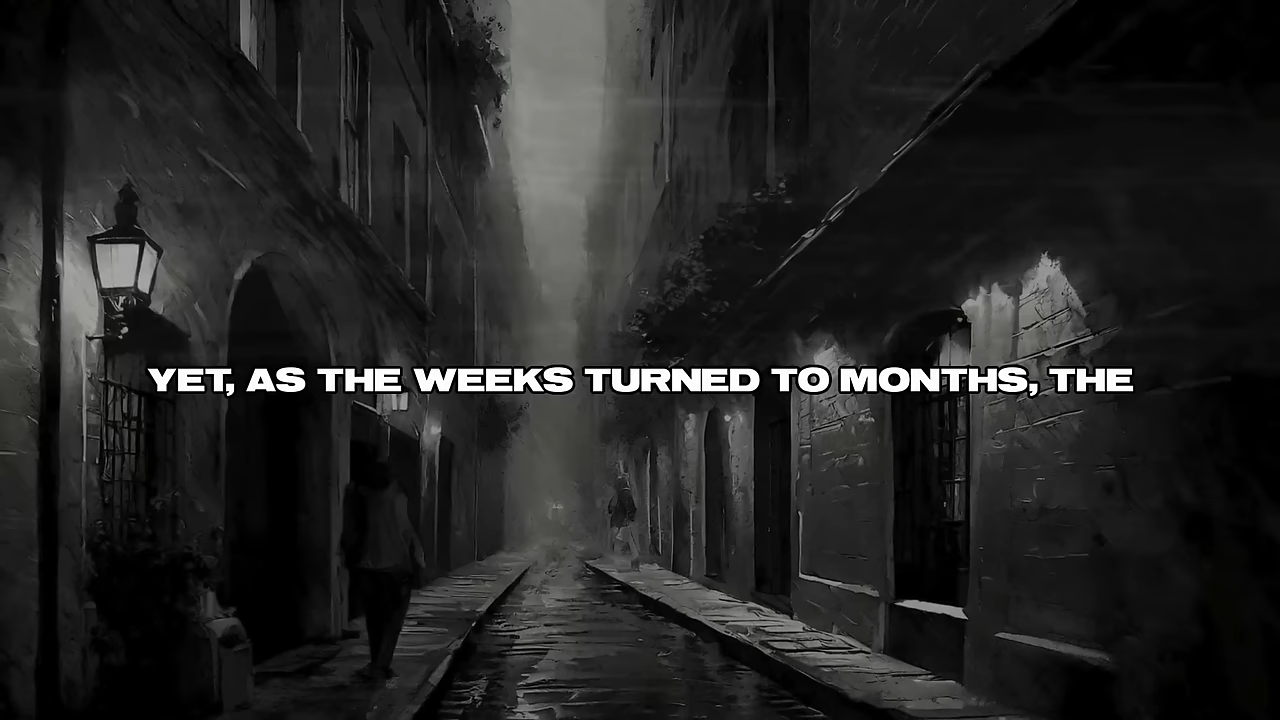 YET, AS THE WEEKS TURNED TO MONTHS, THE